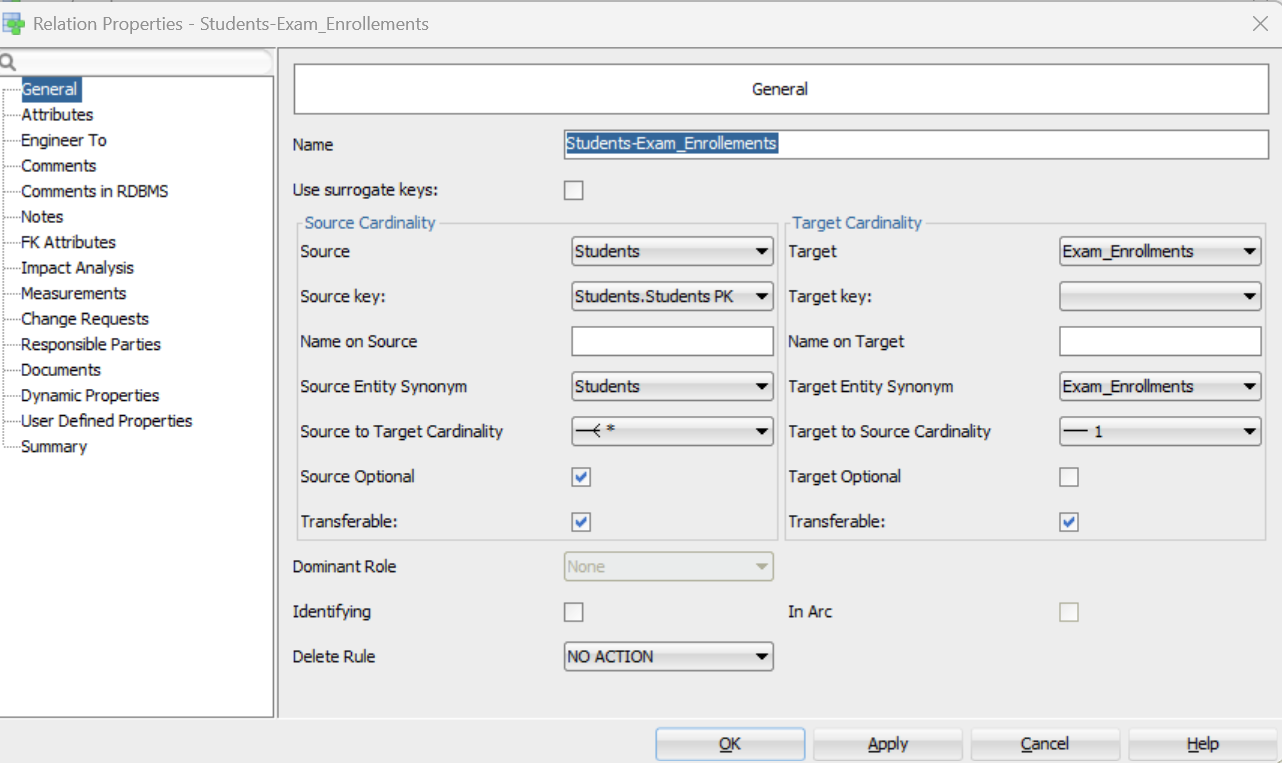 Relation Properties - Students-Exam_Enrollements
General
Attributes
Engineer To
Comments
Comments in RDBMS
Notes
FK Attributes
Impact Analysis
Measurements
Change Requests
Responsible Parties
Documents
Dynamic Properties
User Defined Properties
Summary
General
Name Students-Exam_Enrollements
Use surrogate keys:
Source Cardinality
Source Students
Source key: Students.Students PK
Name on Source
Source Entity Synonym Students
Source to Target Cardinality *
Source Optional
Transferable:
Target Cardinality
Target Exam_Enrollments
Target key:
Name on Target
Target Entity Synonym Exam_Enrollments
Target to Source Cardinality 1
Target Optional
Transferable:
Dominant Role None
Identifying
In Arc
Delete Rule NO ACTION
OK Apply Cancel Help